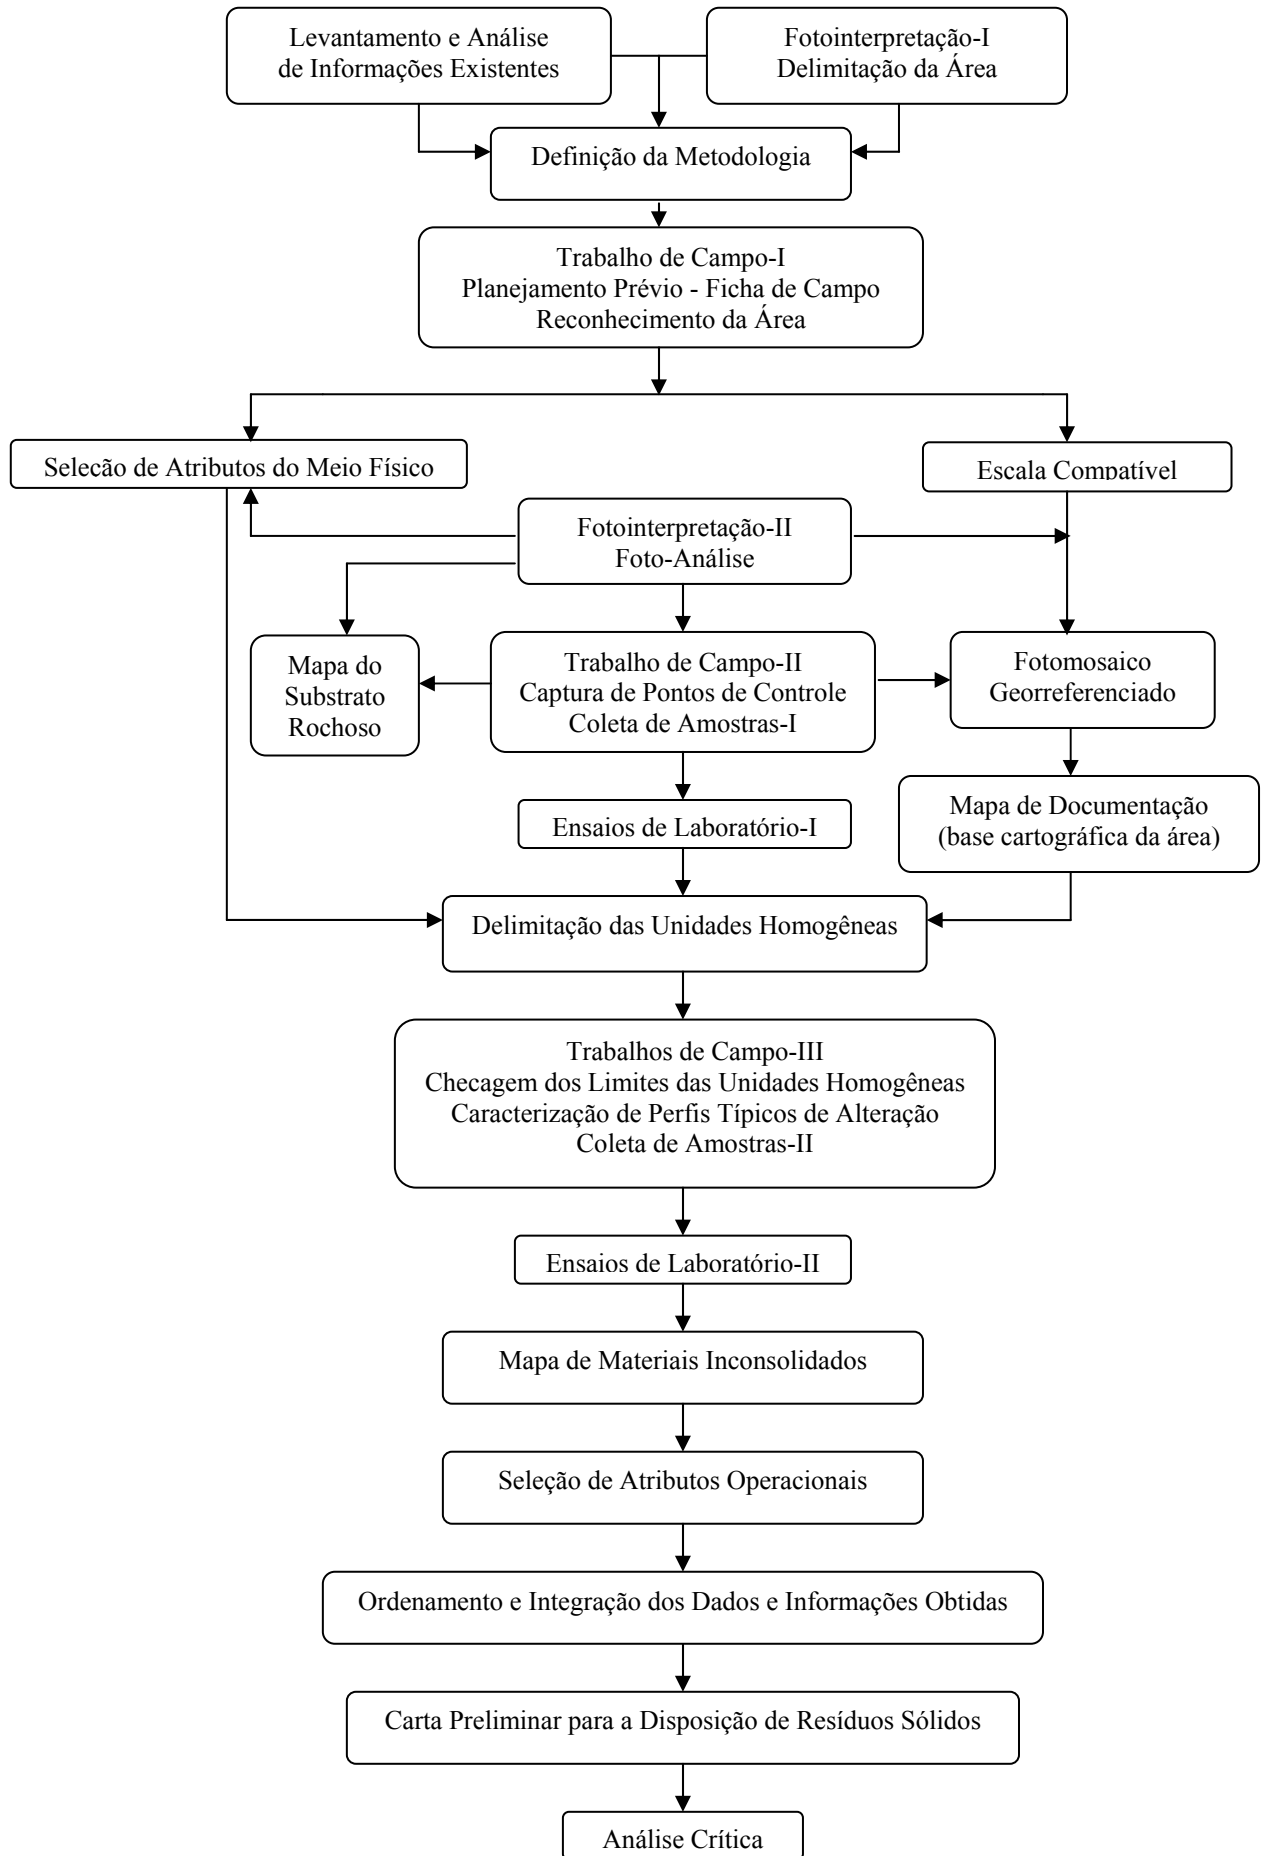 Levantamento e Análise
de Informações Existentes
Fotointerpretação-I
Delimitação da Área
Definição da Metodologia
Trabalho de Campo-I
Planejamento Prévio - Ficha de Campo
Reconhecimento da Área
Seleção de Atributos do Meio Físico
Escala Compatível
Fotointerpretação-II
Foto-Análise
Mapa do
Substrato
Rochoso
Trabalho de Campo-II
Captura de Pontos de Controle
Coleta de Amostras-I
Fotomosaico
Georreferenciado
Ensaios de Laboratório-I
Mapa de Documentação
(base cartográfica da área)
Delimitação das Unidades Homogêneas
Trabalhos de Campo-III
Checagem dos Limites das Unidades Homogêneas
Caracterização de Perfis Típicos de Alteração
Coleta de Amostras-II
Ensaios de Laboratório-II
Mapa de Materiais Inconsolidados
Seleção de Atributos Operacionais
Ordenamento e Integração dos Dados e Informações Obtidas
Carta Preliminar para a Disposição de Resíduos Sólidos
Análise Crítica